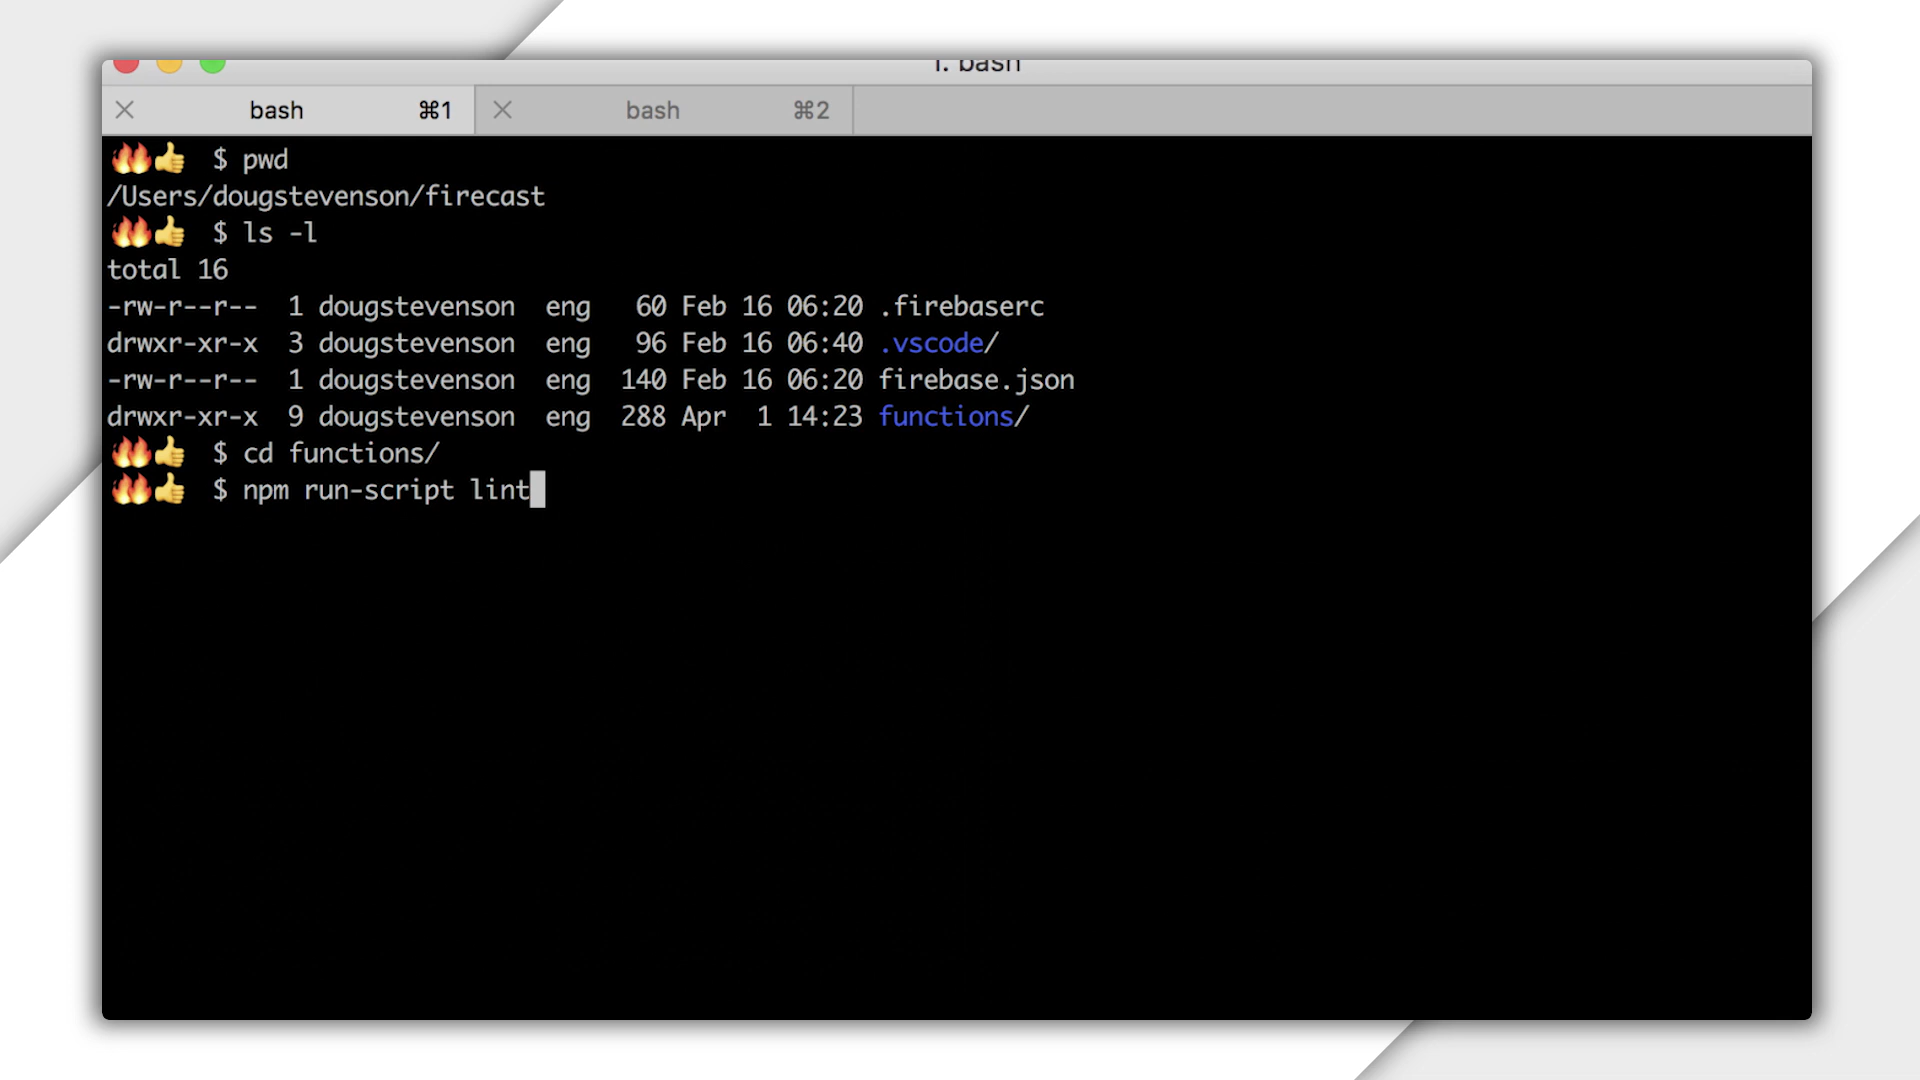 1. bash
bash ⌘1 bash ⌘2
🔥🔥👍 $ pwd
/Users/dougstevenson/firecast
🔥🔥👍 $ ls -l
total 16
-rw-r--r--  1 dougstevenson  eng   60 Feb 16 06:20 .firebaserc
drwxr-xr-x  3 dougstevenson  eng   96 Feb 16 06:40 .vscode/
-rw-r--r--  1 dougstevenson  eng  140 Feb 16 06:20 firebase.json
drwxr-xr-x  9 dougstevenson  eng  288 Apr  1 14:23 functions/
🔥🔥👍 $ cd functions/
🔥🔥👍 $ npm run-script lint